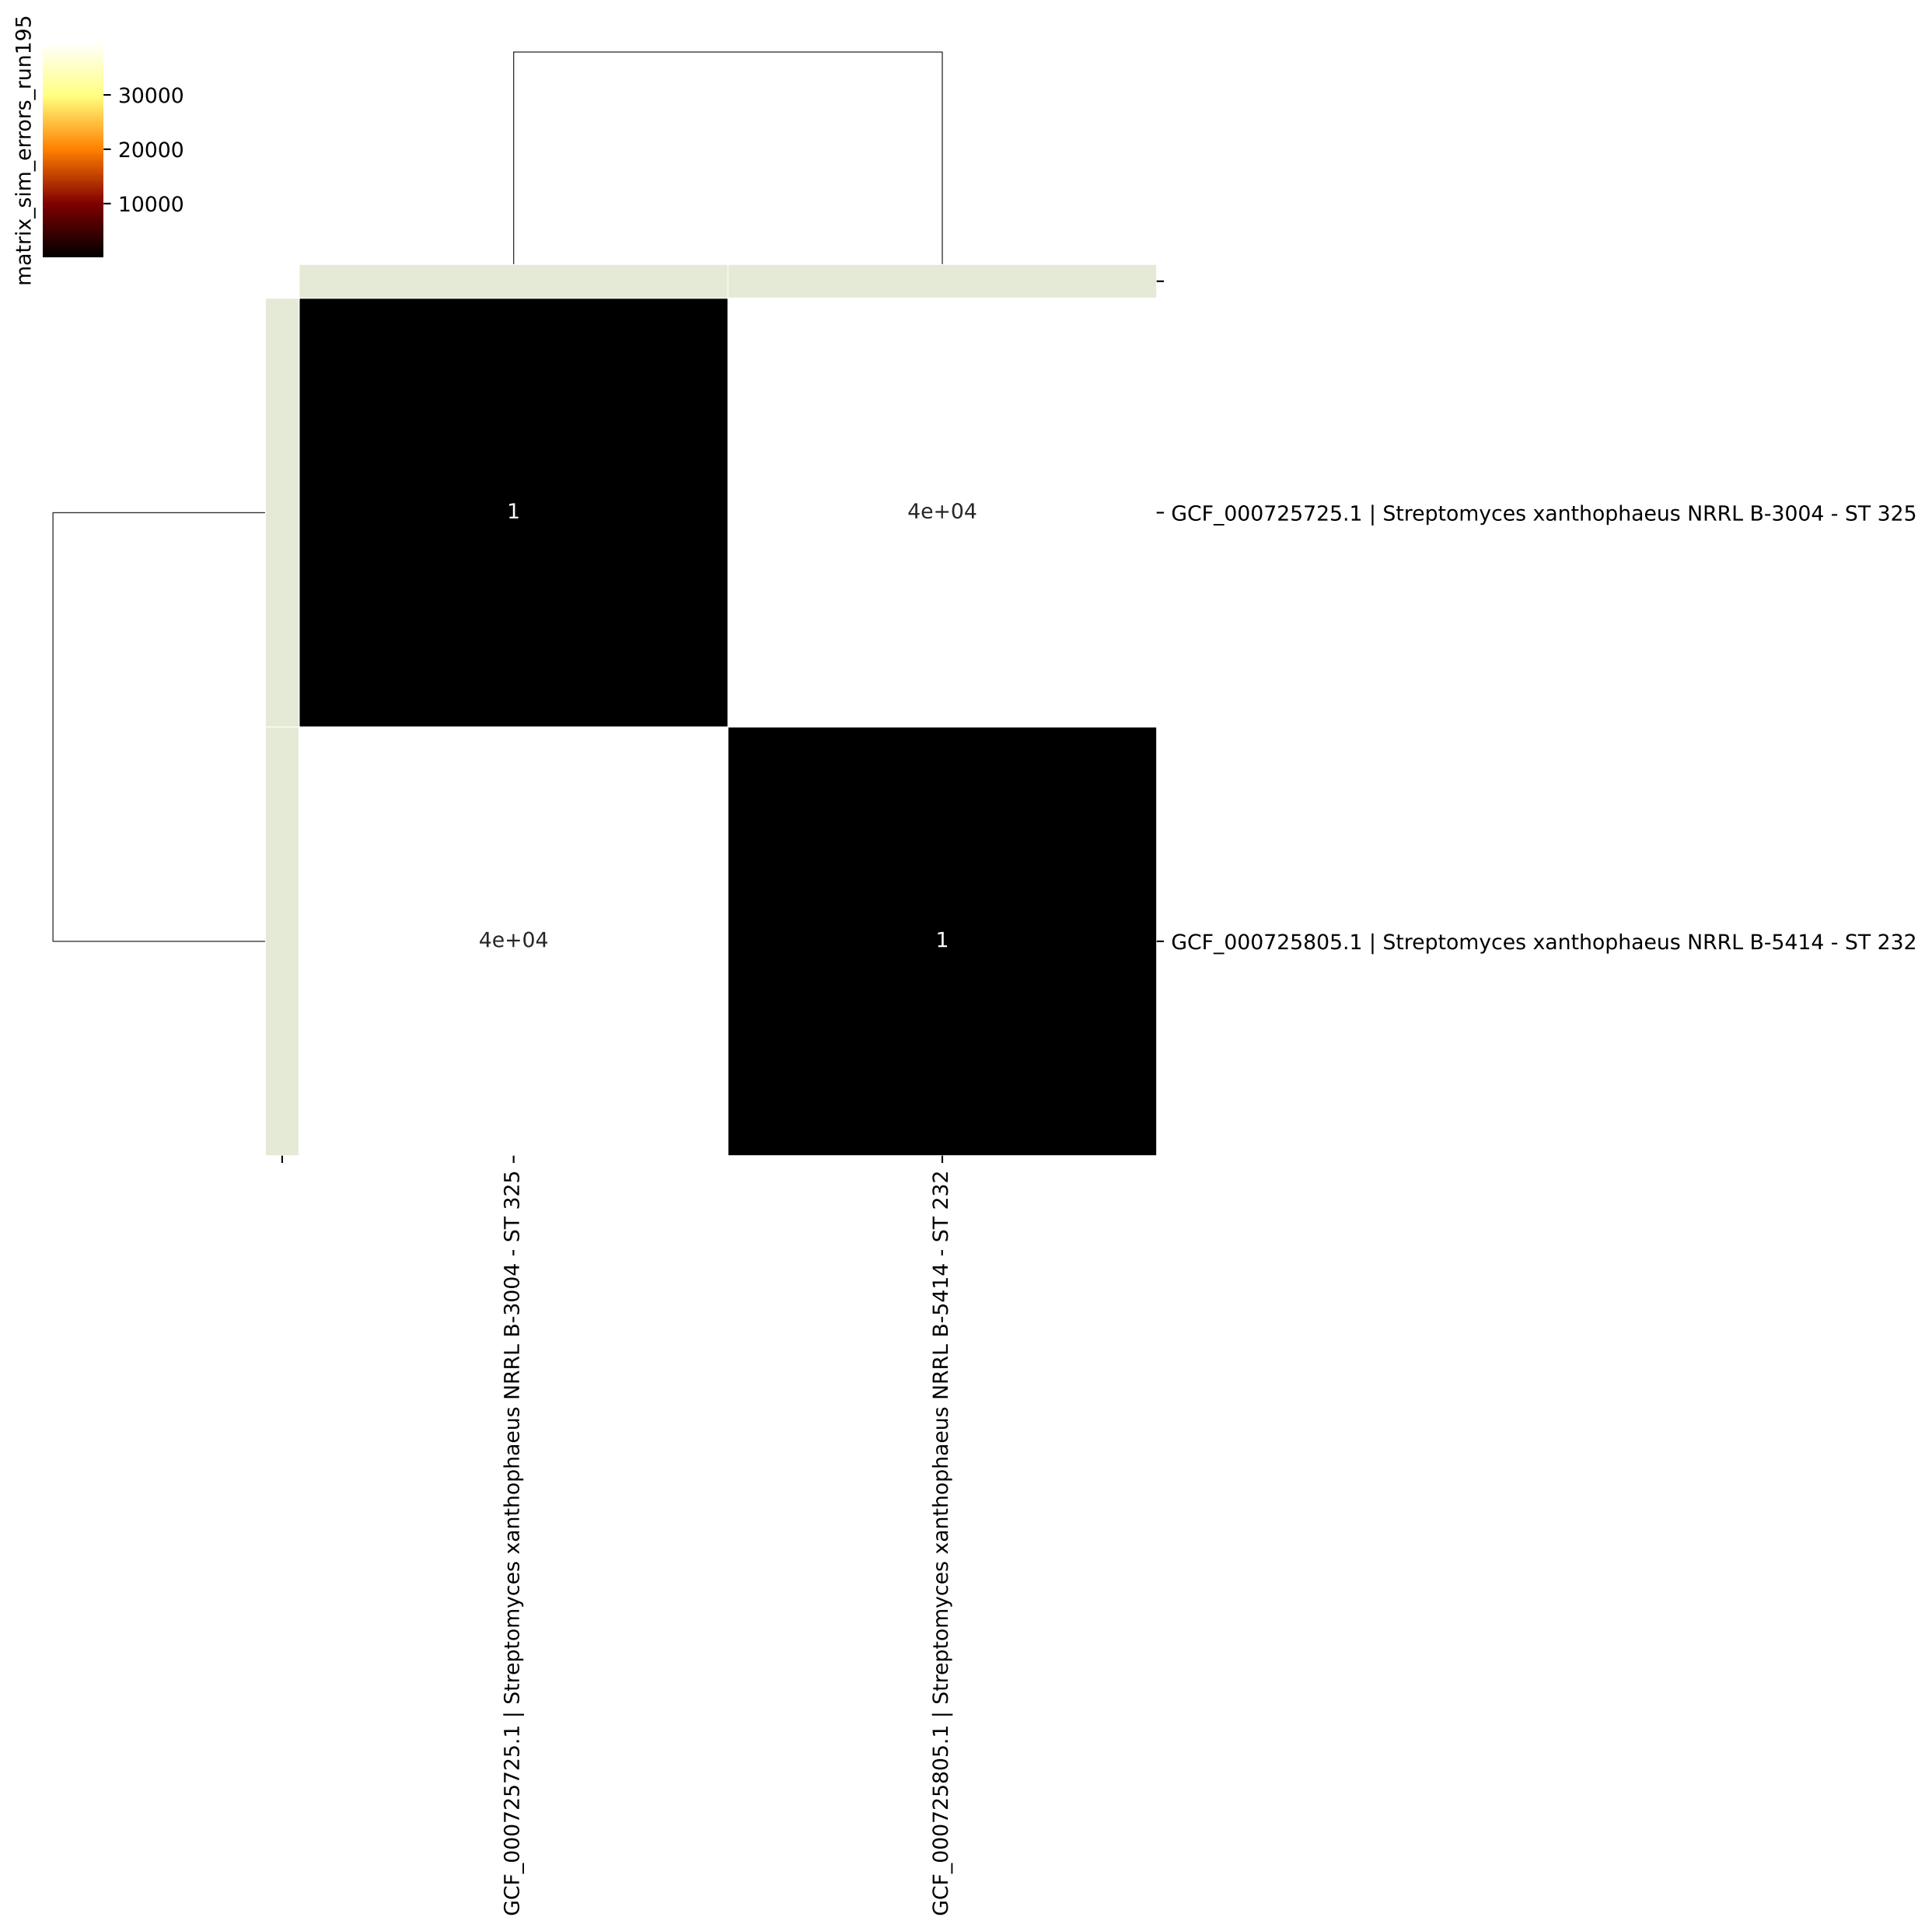 matrix_sim_errors_run195
30000
20000
10000
1
4e+04
GCF_000725725.1 | Streptomyces xanthophaeus NRRL B-3004 - ST 325
4e+04
1
GCF_000725805.1 | Streptomyces xanthophaeus NRRL B-5414 - ST 232
GCF_000725725.1 | Streptomyces xanthophaeus NRRL B-3004 - ST 325
GCF_000725805.1 | Streptomyces xanthophaeus NRRL B-5414 - ST 232